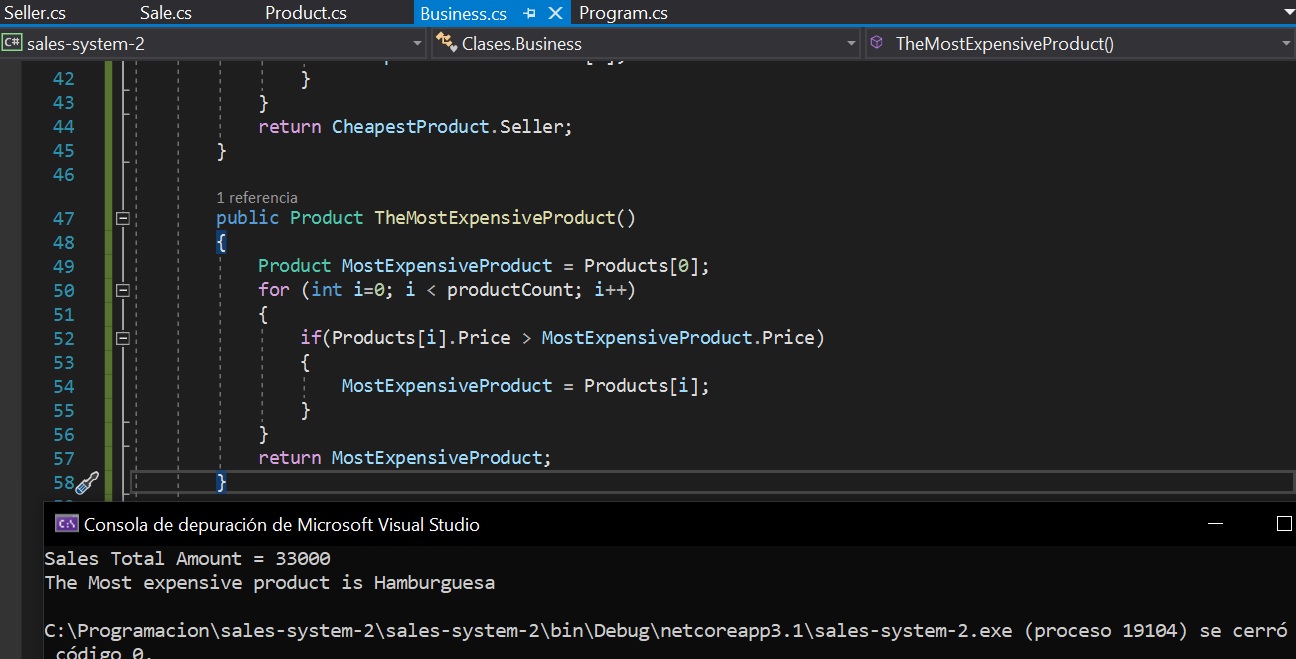 Seller.cs Sale.cs Product.cs Business.cs Program.cs
C# sales-system-2 Clases.Business TheMostExpensiveProduct()
42 }
43 }
44 return CheapestProduct.Seller;
45 }
46
1 referencia
47 public Product TheMostExpensiveProduct()
48 {
49 Product MostExpensiveProduct = Products[0];
50 for (int i=0; i < productCount; i++)
51 {
52 if(Products[i].Price > MostExpensiveProduct.Price)
53 {
54 MostExpensiveProduct = Products[i];
55 }
56 }
57 return MostExpensiveProduct;
58 }
C:\ Consola de depuración de Microsoft Visual Studio
Sales Total Amount = 33000
The Most expensive product is Hamburguesa
C:\Programacion\sales-system-2\sales-system-2\bin\Debug\netcoreapp3.1\sales-system-2.exe (proceso 19104) se cerró
código 0.